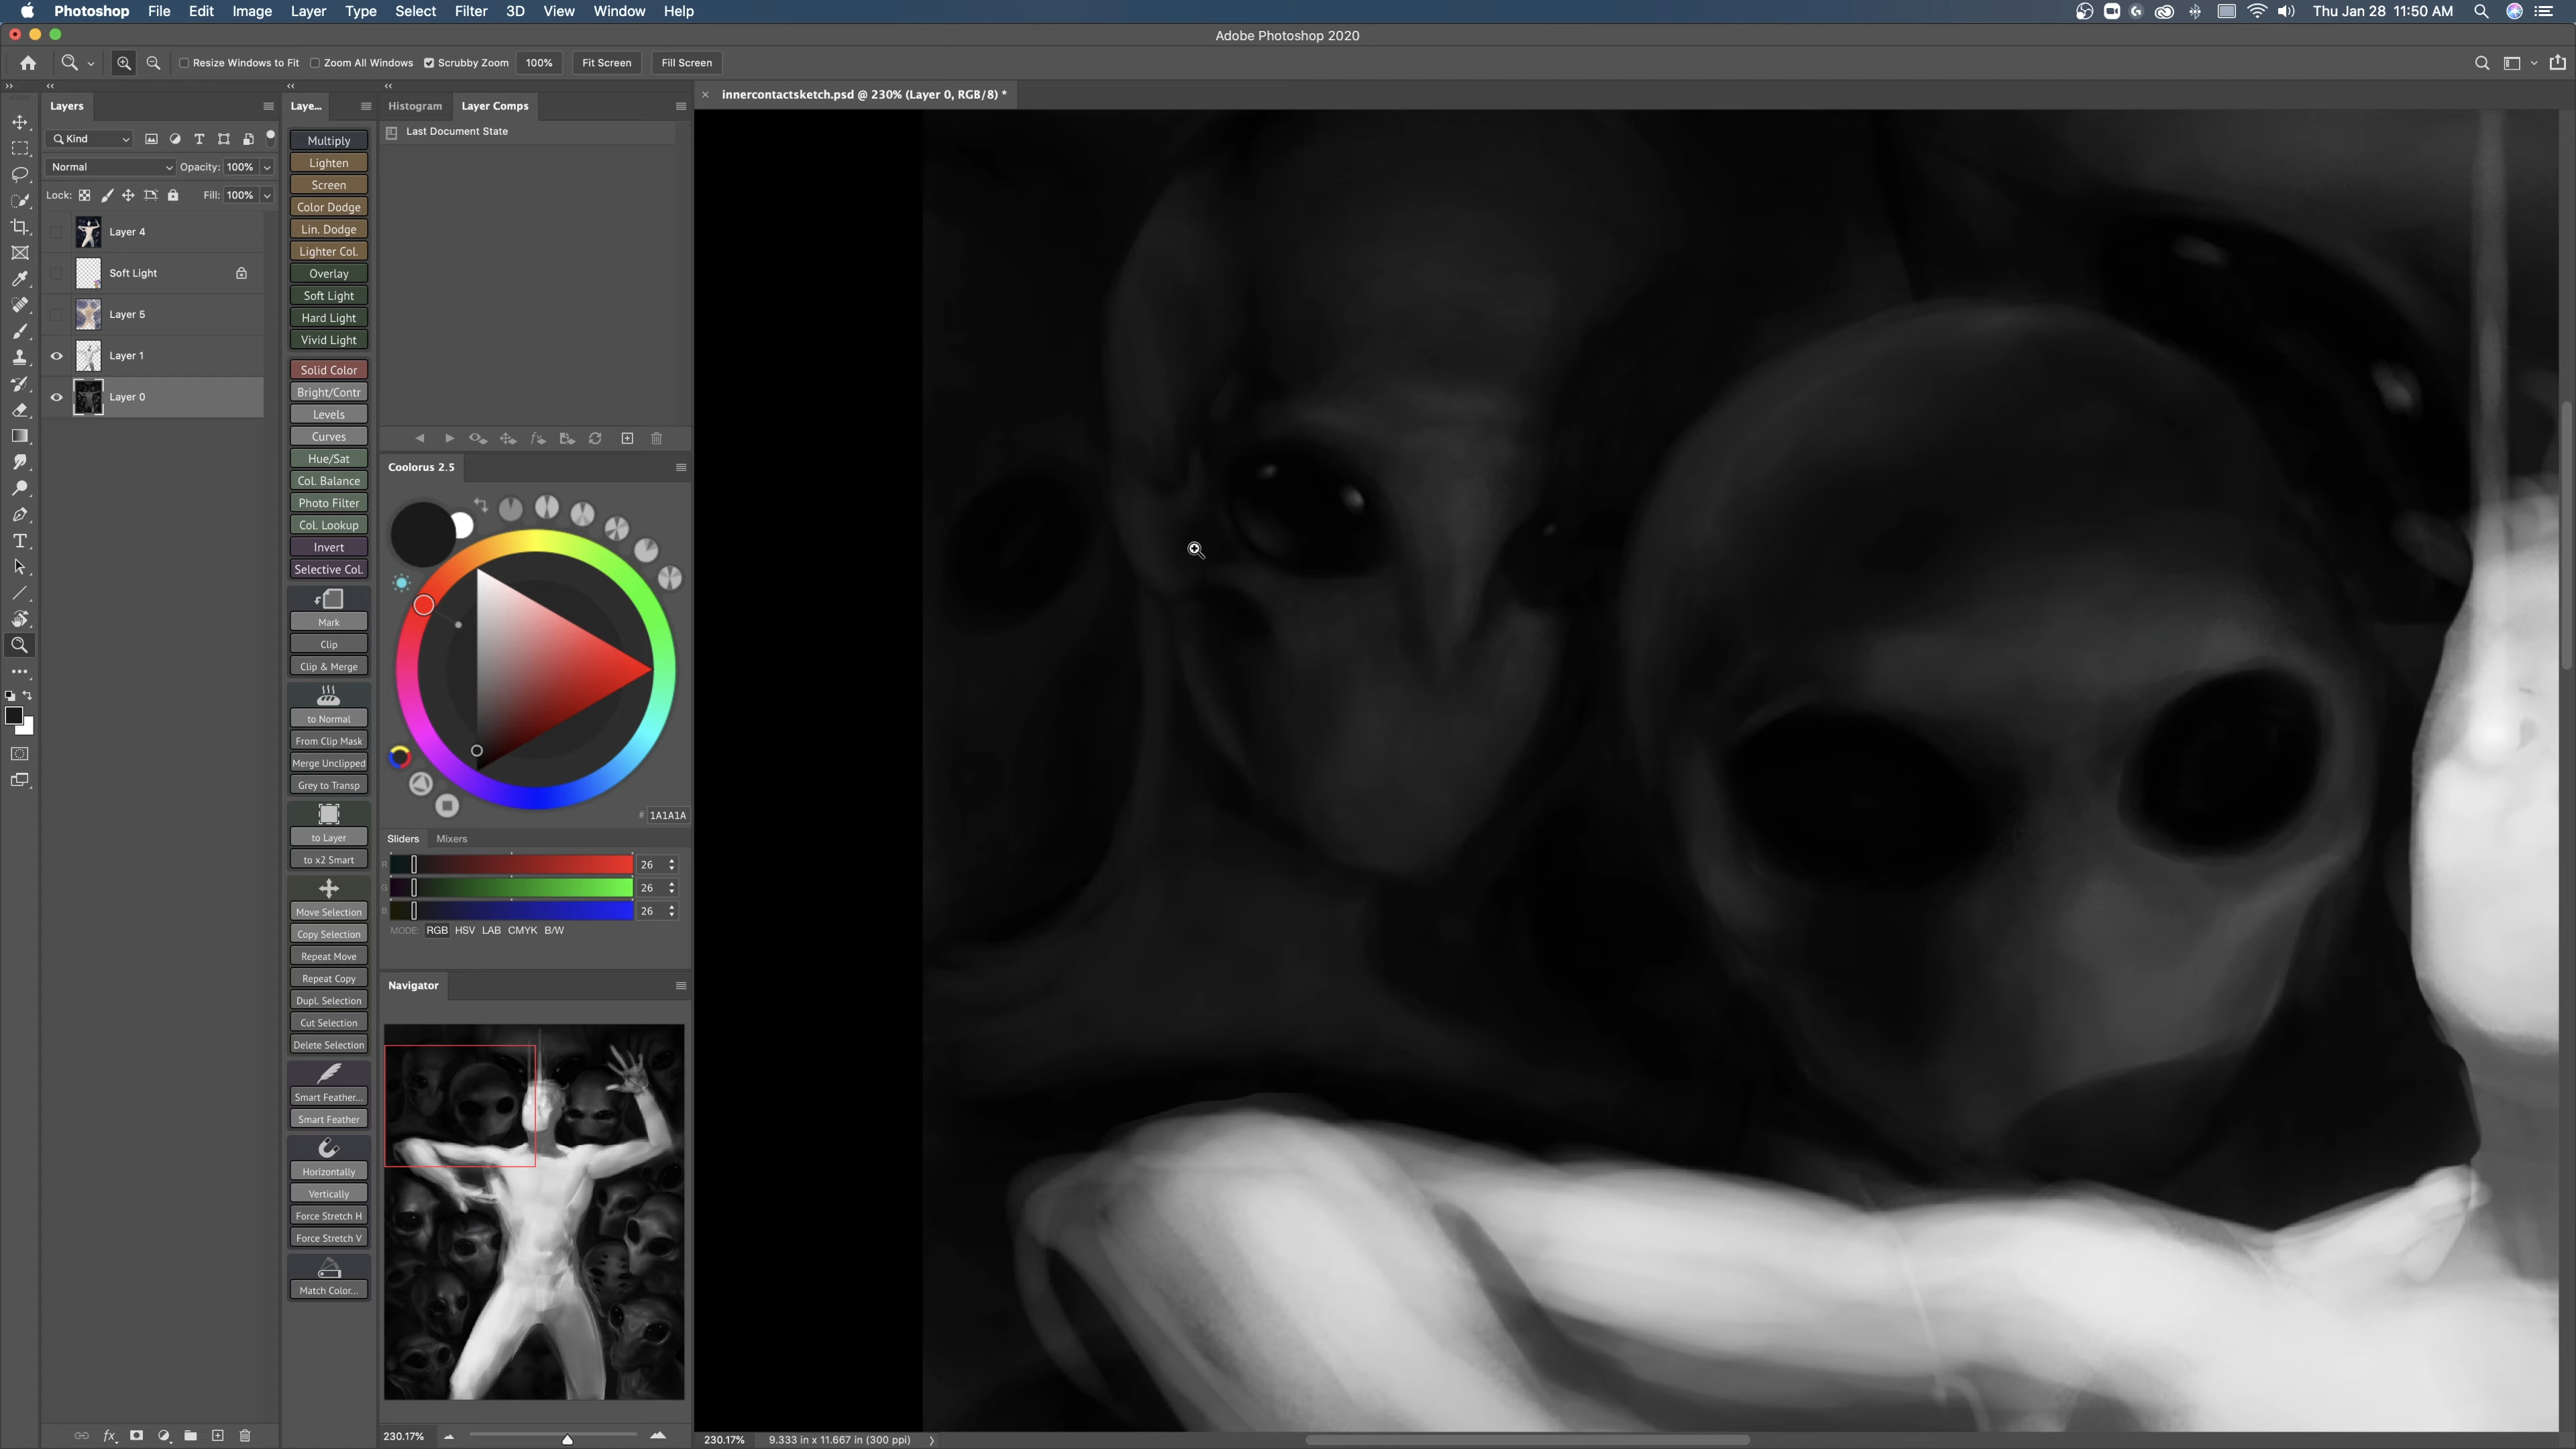 Photoshop File Edit Image Layer Type Select Filter 3D View Window Help Thu Jan 28 11:50 AM
Adobe Photoshop 2020
Resize Windows to Fit Zoom All Windows Scrubby Zoom 100% Fit Screen Fill Screen
Layers
Kind
Normal Opacity: 100%
Lock: Fill: 100%
Layer 4
Soft Light
Layer 5
Layer 1
Layer 0
Laye...
Multiply
Lighten
Screen
Color Dodge
Lin. Dodge
Lighter Col.
Overlay
Soft Light
Hard Light
Vivid Light
Solid Color
Bright/Contr
Levels
Curves
Hue/Sat
Col. Balance
Photo Filter
Col. Lookup
Invert
Selective Col.
Mark
Clip
Clip & Merge
to Normal
From Clip Mask
Merge Unclipped
Grey to Transp
to Layer
to x2 Smart
Move Selection
Copy Selection
Repeat Move
Repeat Copy
Dupl. Selection
Cut Selection
Delete Selection
Smart Feather...
Smart Feather
Horizontally
Vertically
Force Stretch H
Force Stretch V
Match Color...
Histogram Layer Comps
Last Document State
Coolorus 2.5
# 1A1A1A
Sliders Mixers
R 26
G 26
B 26
MODE: RGB HSV LAB CMYK B/W
Navigator
230.17%
innercontactsketch.psd @ 230% (Layer 0, RGB/8) *
230.17% 9.333 in x 11.667 in (300 ppi)